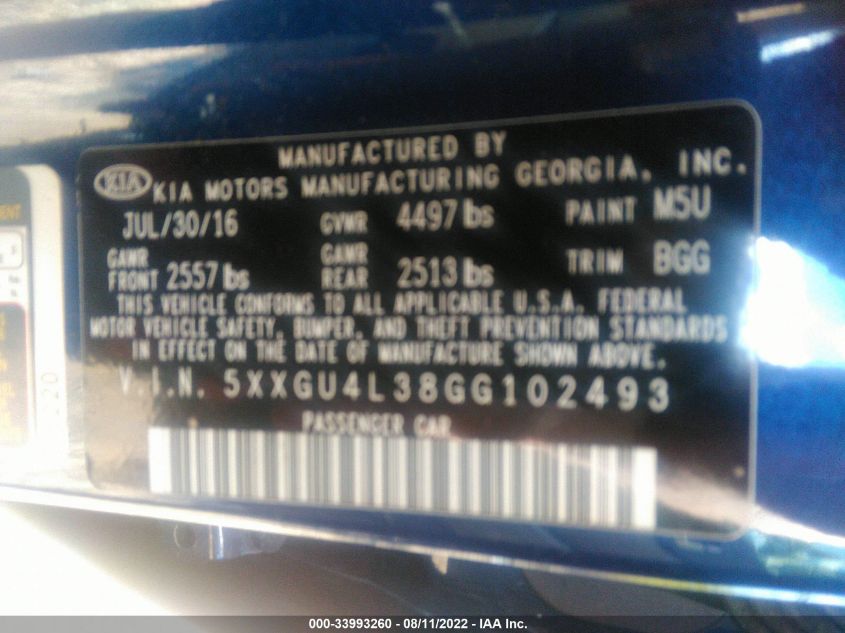 MANUFACTURED BY
KIA KIA MOTORS MANUFACTURING GEORGIA, INC.
JUL/30/16 GVWR 4497 lbs PAINT M5U
GAWR FRONT 2557 lbs GAWR REAR 2513 lbs TRIM BGG
THIS VEHICLE CONFORMS TO ALL APPLICABLE U.S.A. FEDERAL
MOTOR VEHICLE SAFETY, BUMPER, AND THEFT PREVENTION STANDARDS
IN EFFECT ON THE DATE OF MANUFACTURE SHOWN ABOVE.
V.I.N. 5XXGU4L38GG102493
PASSENGER CAR
000-33993260 - 08/11/2022 - IAA Inc.